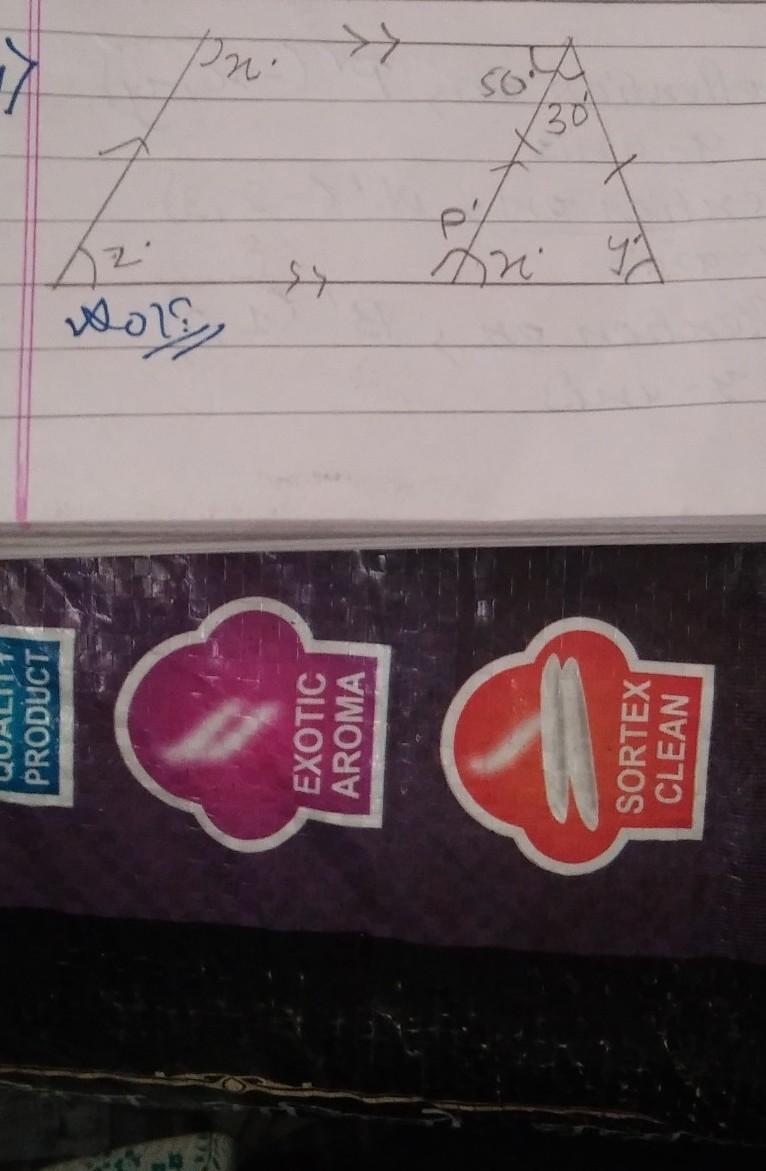 x°
50°
30°
p°
z°
x°
y°
QUALITY
PRODUCT
EXOTIC
AROMA
SORTEX
CLEAN